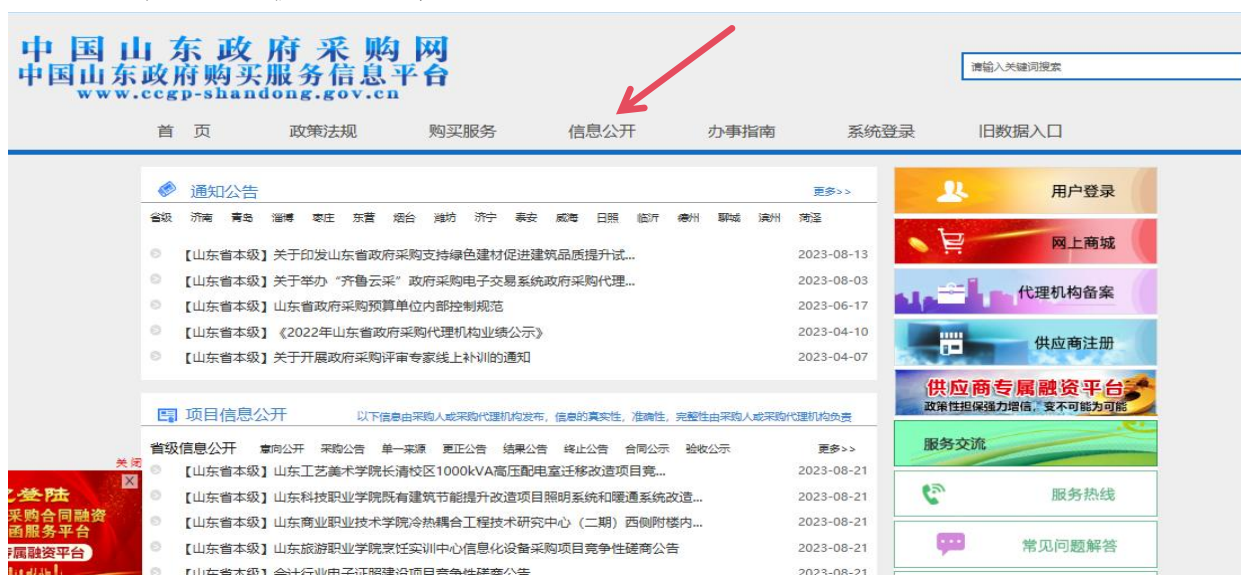 中国山东政府采购网
中国山东政府购买服务信息平台
www.ccgp-shandong.gov.cn
请输入关键词搜索
首 页 政策法规 购买服务 信息公开 办事指南 系统登录 旧数据入口
通知公告 更多>>
省级 济南 青岛 淄博 枣庄 东营 烟台 潍坊 济宁 泰安 威海 日照 临沂 德州 聊城 滨州 菏泽
【山东省本级】关于印发山东省政府采购支持绿色建材促进建筑品质提升试... 2023-08-13
【山东省本级】关于举办“齐鲁云采”政府采购电子交易系统政府采购代理... 2023-08-03
【山东省本级】山东省政府采购预算单位内部控制规范 2023-06-17
【山东省本级】《2022年山东省政府采购代理机构业绩公示》 2023-04-10
【山东省本级】关于开展政府采购评审专家线上补训的通知 2023-04-07
项目信息公开 以下信息由采购人或采购代理机构发布，信息的真实性，准确性，完整性由采购人或采购代理机构负责
省级信息公开 意向公开 采购公告 单一来源 更正公告 结果公告 终止公告 合同公示 验收公示 更多>>
【山东省本级】山东工艺美术学院长清校区1000kVA高压配电室迁移改造项目竞... 2023-08-21
【山东省本级】山东科技职业学院既有建筑节能提升改造项目照明系统和暖通系统改造... 2023-08-21
【山东省本级】山东商业职业技术学院冷热耦合工程技术研究中心（二期）西侧附楼内... 2023-08-21
【山东省本级】山东旅游职业学院烹饪实训中心信息化设备采购项目竞争性磋商公告 2023-08-21
【山东省本级】会计行业电子证照建设项目竞争性磋商公告 2023-08-21
用户登录
网上商城
代理机构备案
供应商注册
供应商专属融资平台
政策性担保强力增信，变不可能为可能
服务交流
服务热线
常见问题解答
关闭
X
登陆
采购合同融资
函服务平台
属融资平台